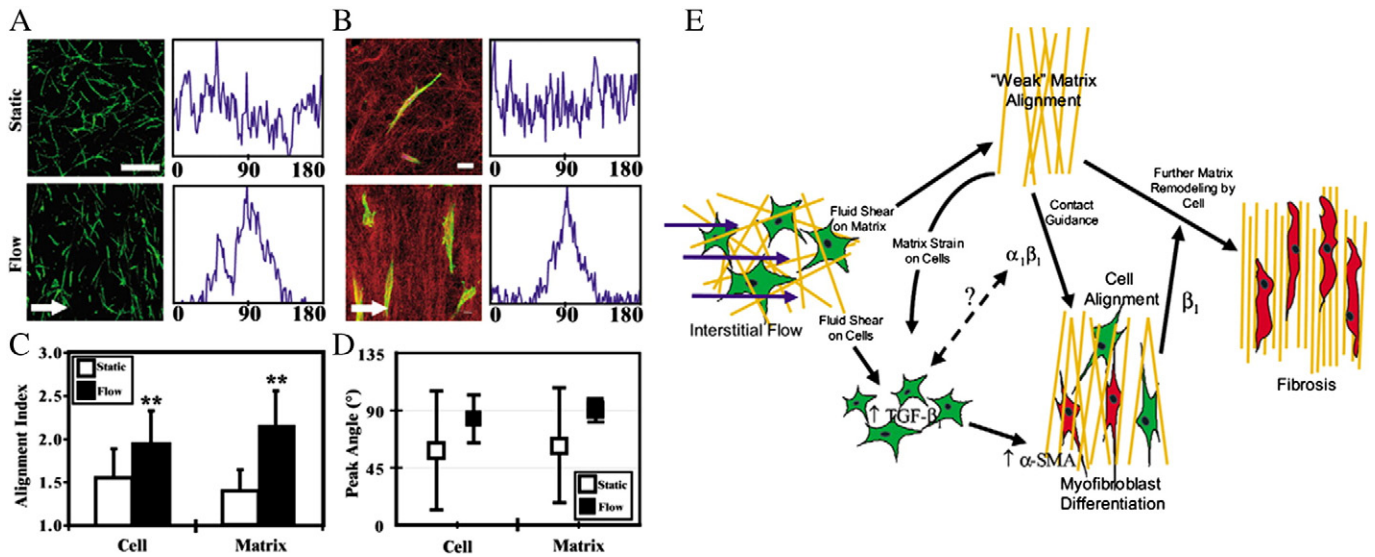 A
B
E
Static
Flow
0 90 180
0 90 180
0 90 180
0 90 180
C
3.0
2.5
2.0
1.5
1.0
Alignment Index
Static
Flow
**
**
Cell
Matrix
D
135
90
45
0
Peak Angle (°)
Static
Flow
Cell
Matrix
"Weak" Matrix
Alignment
Fluid Shear
on Matrix
Matrix Strain
on Cells
Contact
Guidance
Further Matrix
Remodeling by
Cell
Interstitial Flow
Fluid Shear
on Cells
?
α₁β₁
Cell
Alignment
β₁
Fibrosis
↑ TGF-β₁
↑ α-SMA
Myofibroblast
Differentiation